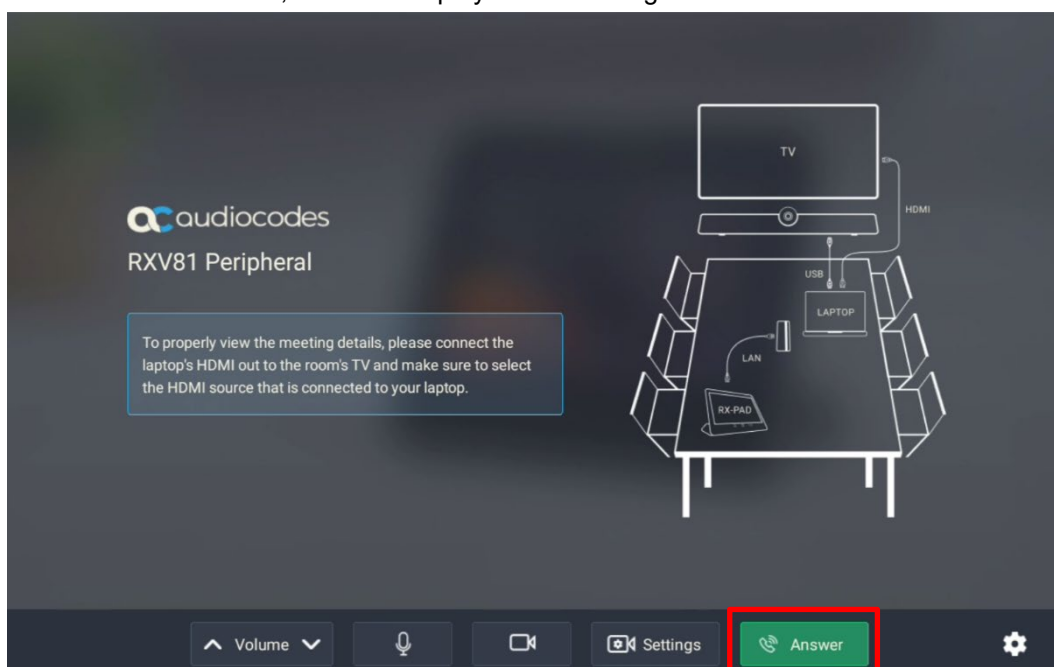 audiocodes
RXV81 Peripheral
To properly view the meeting details, please connect the
laptop's HDMI out to the room's TV and make sure to select
the HDMI source that is connected to your laptop.
TV
HDMI
USB
LAPTOP
LAN
RX-PAD
Volume
Settings
Answer